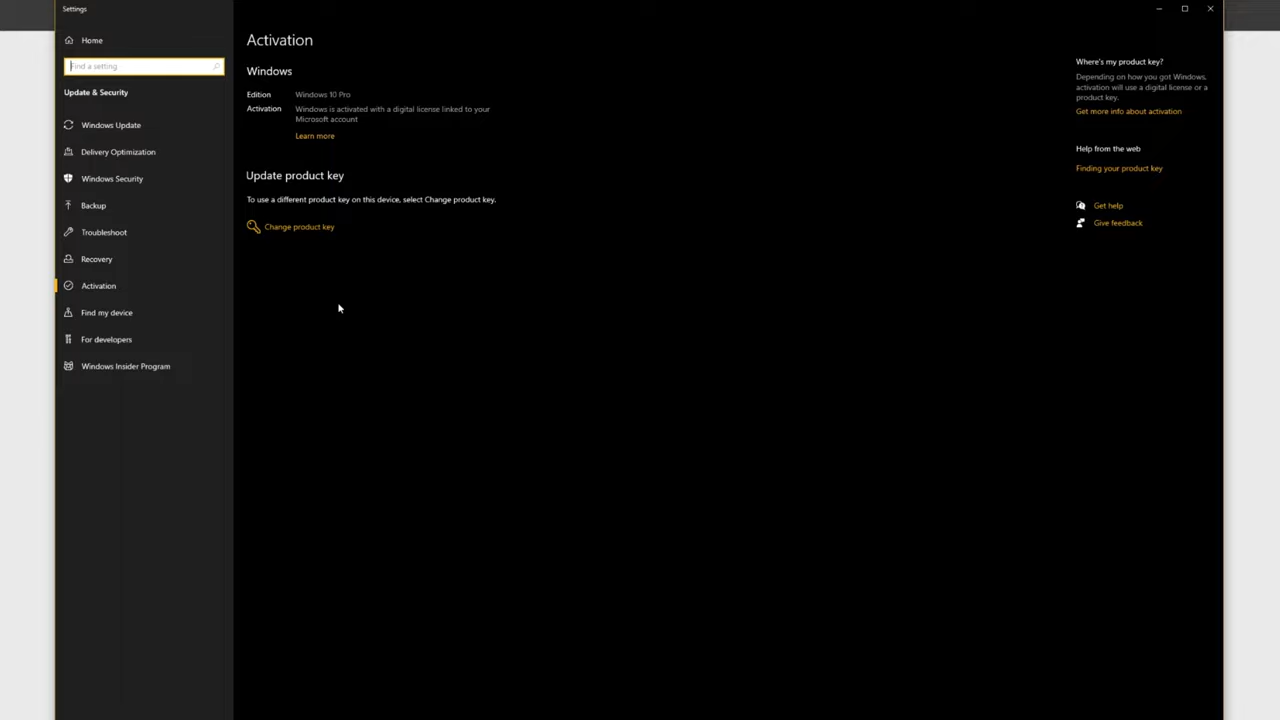 Settings
Home
Find a setting
Update & Security
Windows Update
Delivery Optimization
Windows Security
Backup
Troubleshoot
Recovery
Activation
Find my device
For developers
Windows Insider Program
Activation
Windows
Edition Windows 10 Pro
Activation Windows is activated with a digital license linked to your
Microsoft account
Learn more
Update product key
To use a different product key on this device, select Change product key.
Change product key
Where's my product key?
Depending on how you got Windows,
activation will use a digital license or a
product key.
Get more info about activation
Help from the web
Finding your product key
Get help
Give feedback